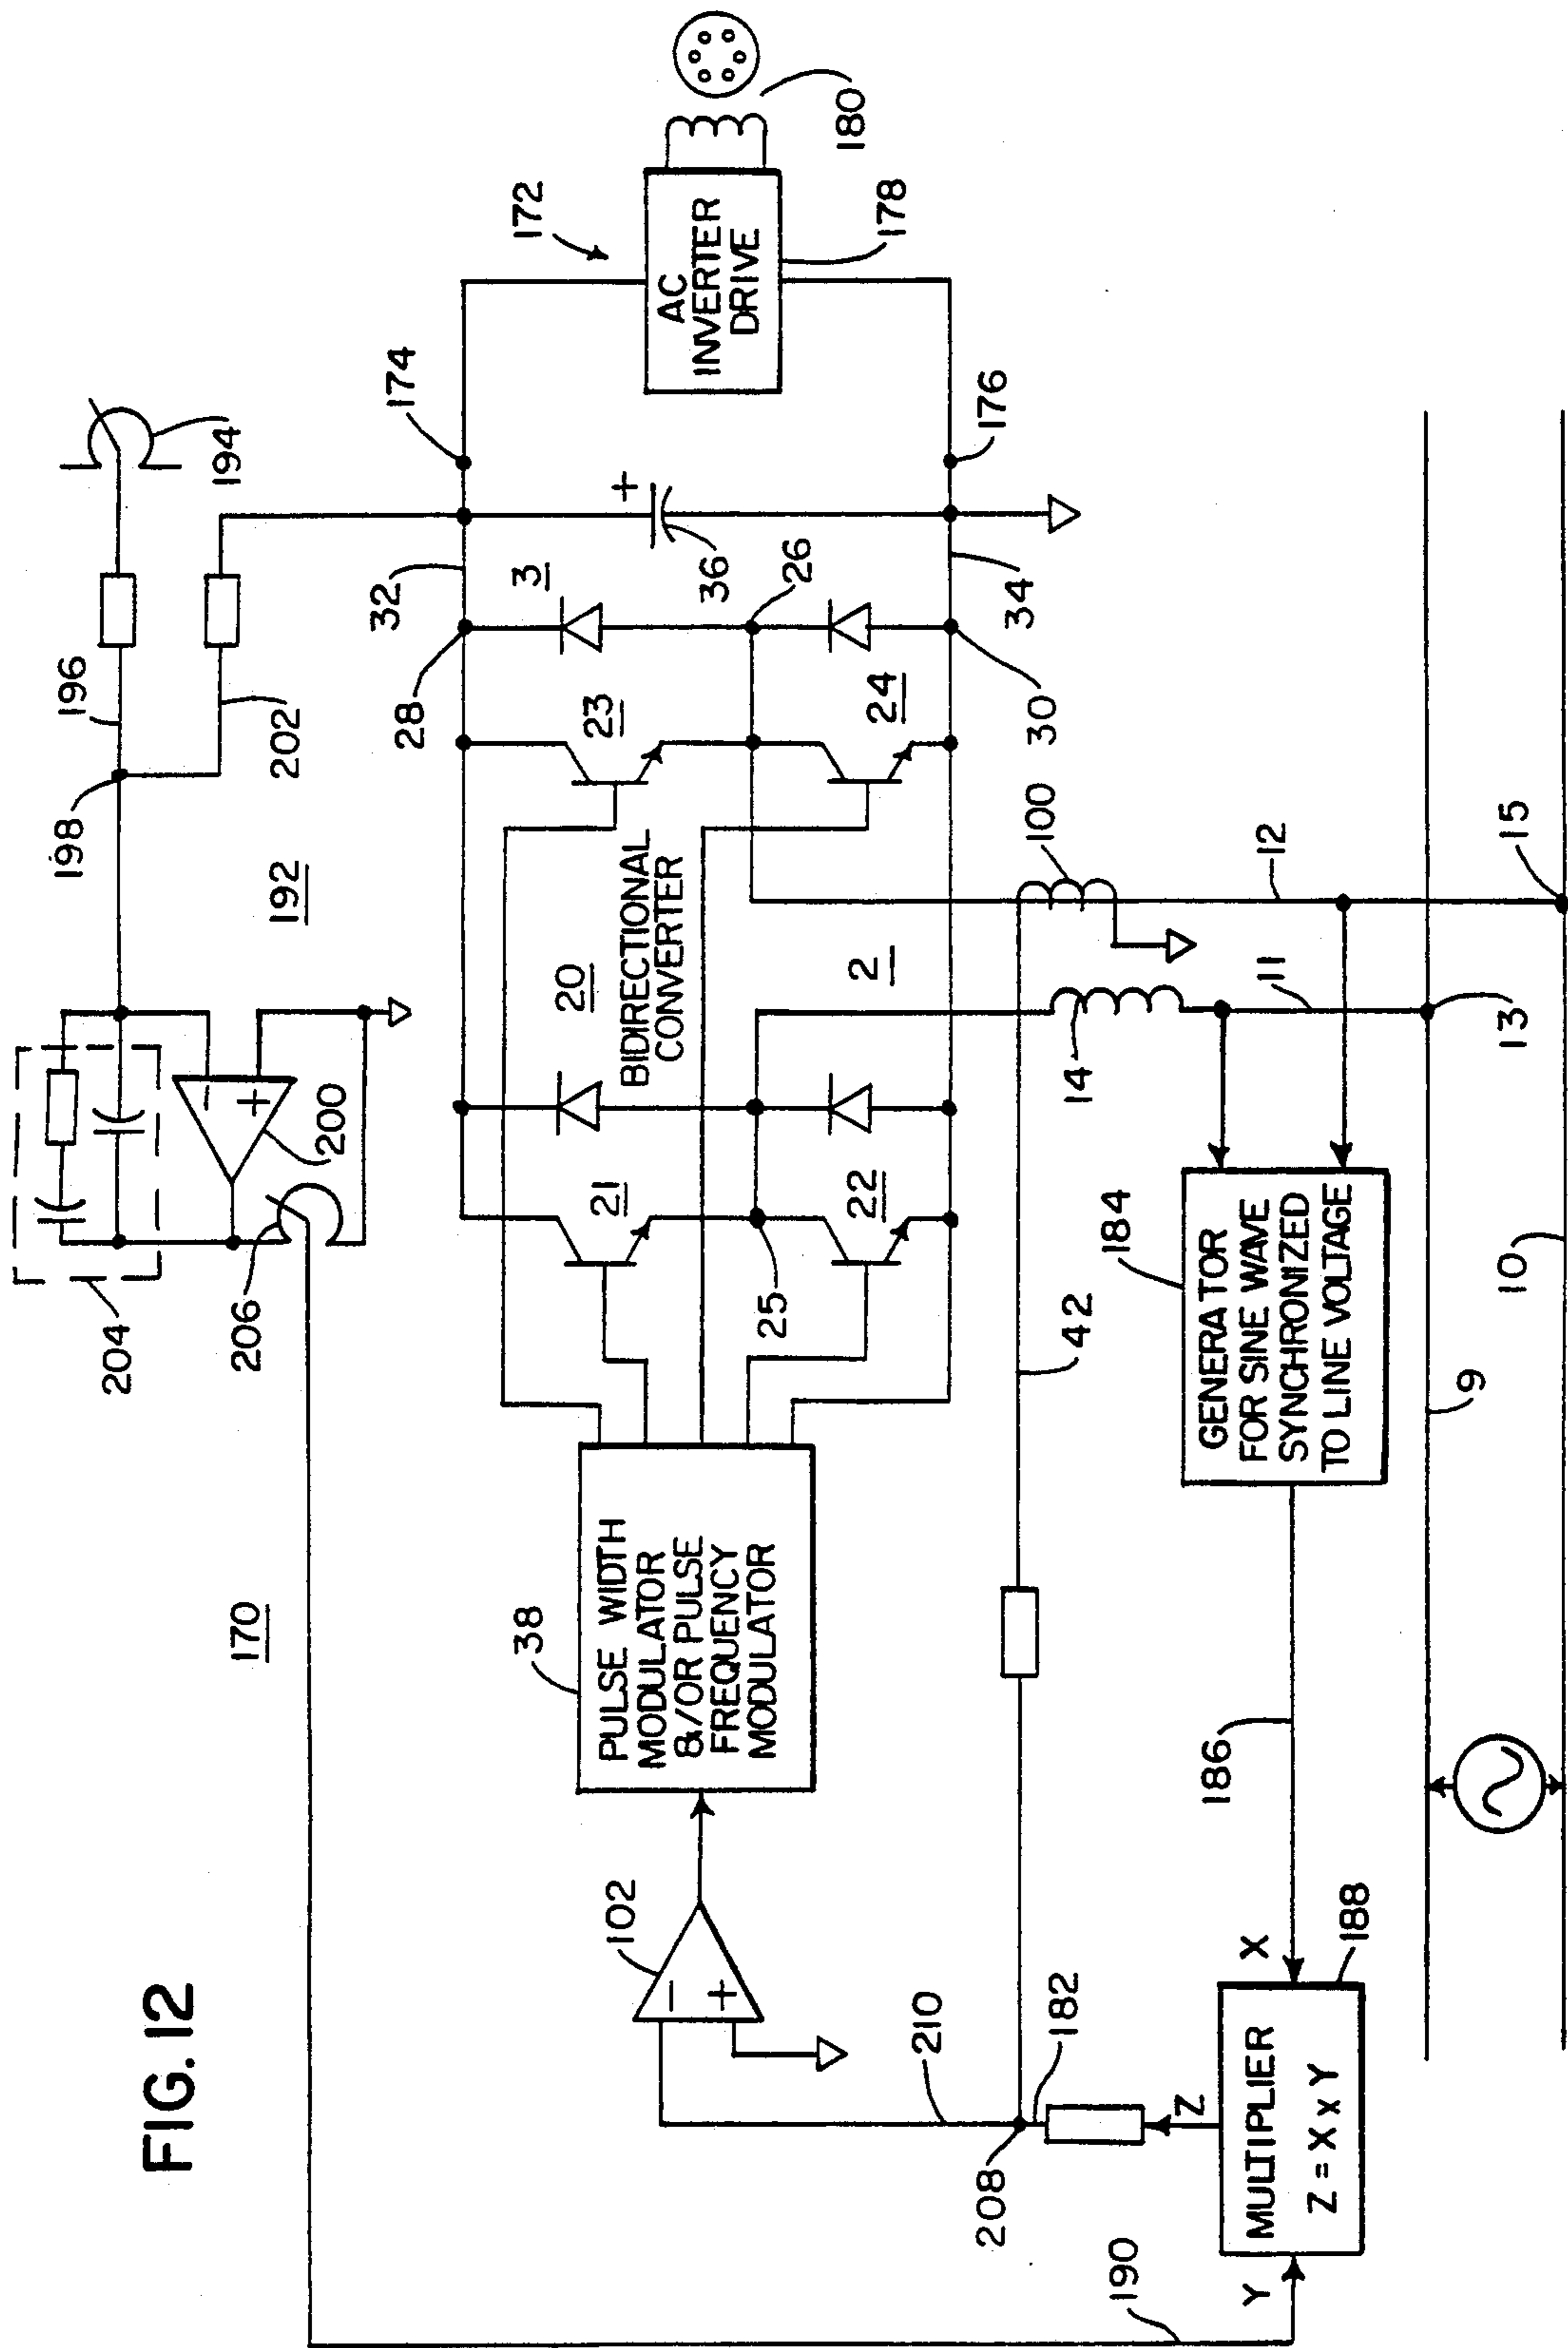 FIG. 12
170
204
206
200
192
198
196
202
194
−
+
38
PULSE WIDTH
MODULATOR
&/OR PULSE
FREQUENCY
MODULATOR
102
−
+
210
208
182
Z
42
20
BIDIRECTIONAL
CONVERTER
2
21
22
23
24
25
26
28
30
32
34
3
36
+
174
176
172
AC
INVERTER
DRIVE
178
180
100
12
11
14
13
15
184
GENERATOR
FOR SINE WAVE
SYNCHRONIZED
TO LINE VOLTAGE
186
X
188
MULTIPLIER
Z = X x Y
Y
190
9
10